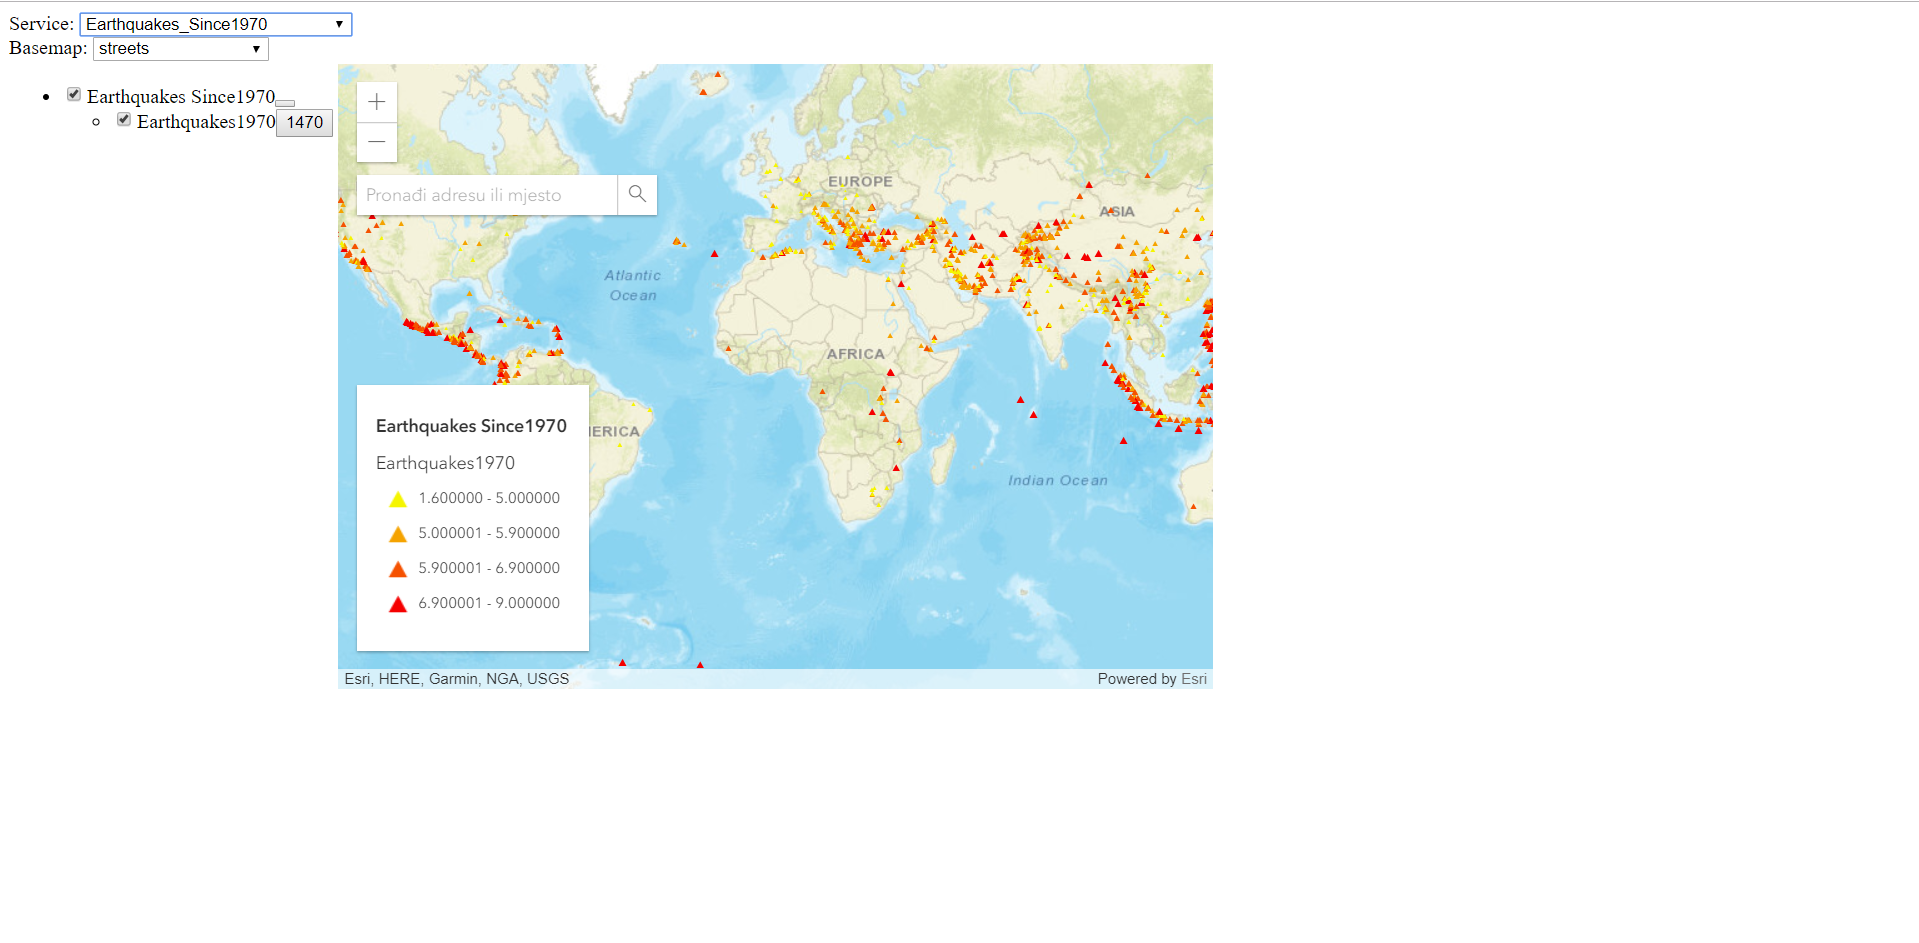 Service: Earthquakes_Since1970
Basemap: streets
Earthquakes Since1970
Earthquakes1970 1470
+
−
Pronađi adresu ili mjesto
EUROPE
ASIA
Atlantic
Ocean
AFRICA
ERICA
Indian Ocean
Earthquakes Since1970
Earthquakes1970
1.600000 - 5.000000
5.000001 - 5.900000
5.900001 - 6.900000
6.900001 - 9.000000
Esri, HERE, Garmin, NGA, USGS
Powered by Esri